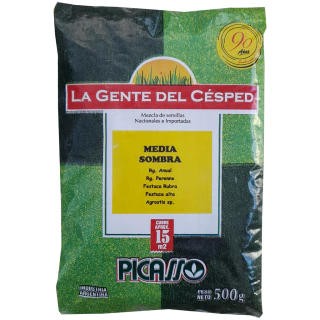 90
Años
LA GENTE DEL CÉSPED
Mezcla de semillas
Nacionales e Importadas
MEDIA
SOMBRA
Rg. Anual
Rg. Perenne
Festuca Rubra
Festuca alta
Agrostis sp.
CUBRE
APROX.
15
m2
PICASSO
INDUSTRIA
ARGENTINA
PESO
NETO 500g